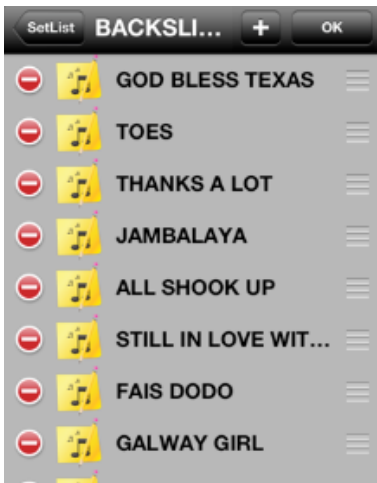 SetList BACKSLI... + OK
GOD BLESS TEXAS
TOES
THANKS A LOT
JAMBALAYA
ALL SHOOK UP
STILL IN LOVE WIT...
FAIS DODO
GALWAY GIRL